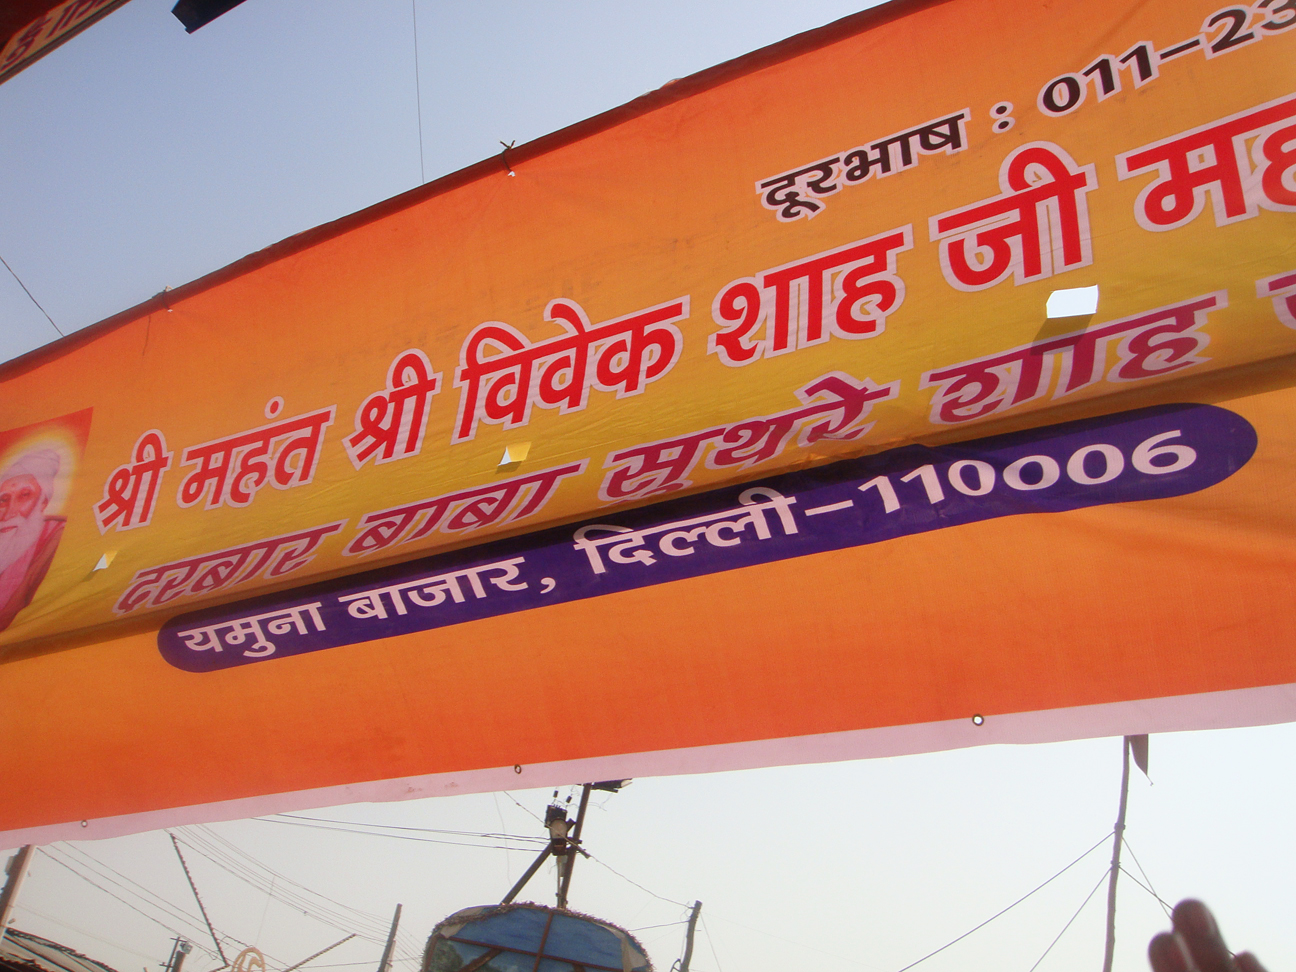 दूरभाष : 011-23
श्री महंत श्री विवेक शाह जी
दरबार बाबा सूथरे शाह
यमुना बाजार, दिल्ली-110006